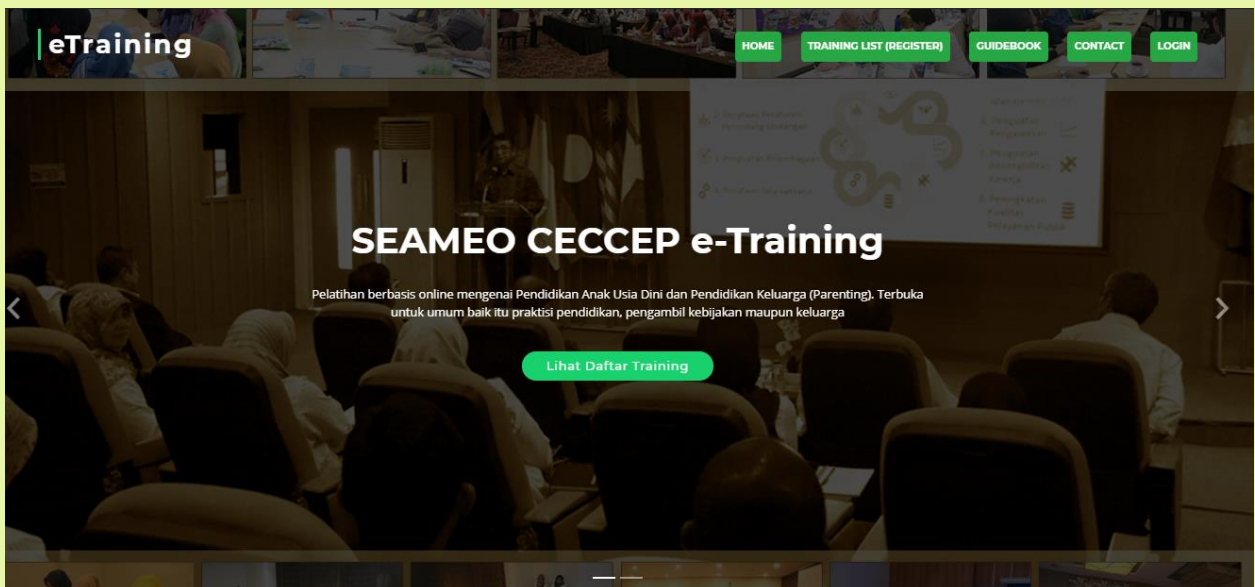 eTraining
HOME
TRAINING LIST (REGISTER)
GUIDEBOOK
CONTACT
LOGIN
SEAMEO CECCEP e-Training
Pelatihan berbasis online mengenai Pendidikan Anak Usia Dini dan Pendidikan Keluarga (Parenting). Terbuka
untuk umum baik itu praktisi pendidikan, pengambil kebijakan maupun keluarga
Lihat Daftar Training